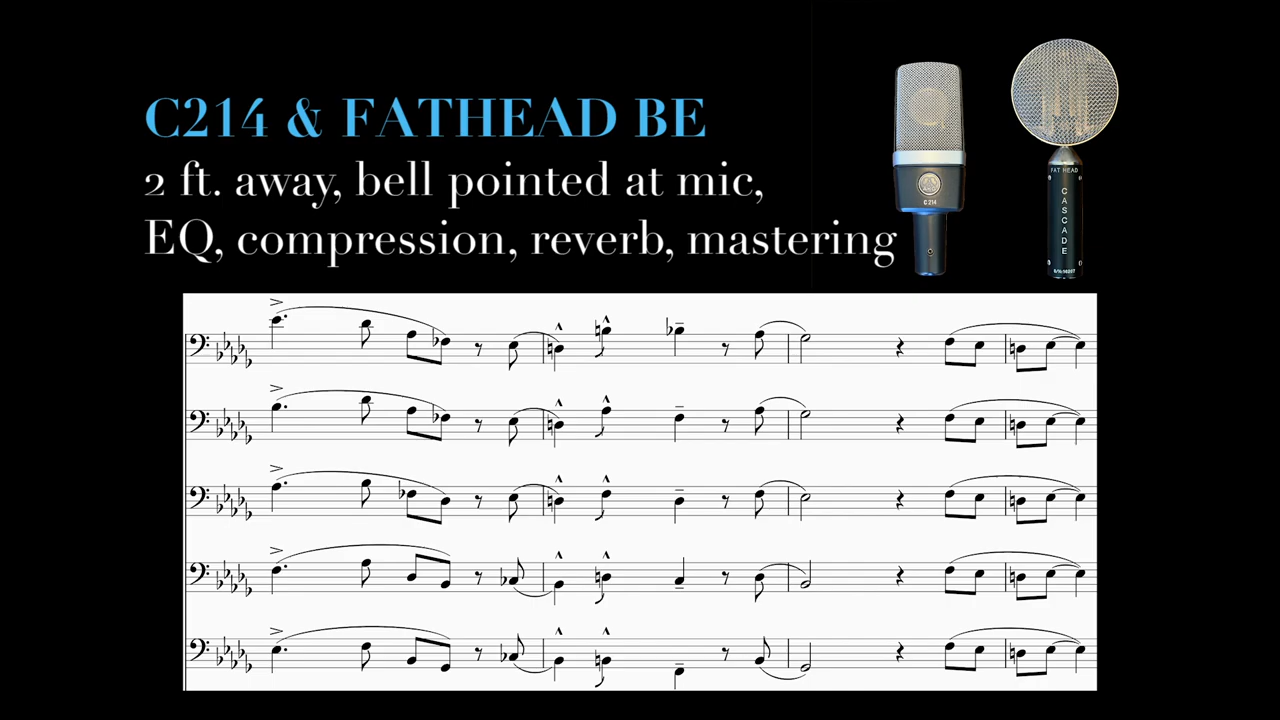 C214 & FATHEAD BE
2 ft. away, bell pointed at mic,
EQ, compression, reverb, mastering
C214
FAT HEAD
CASCADE